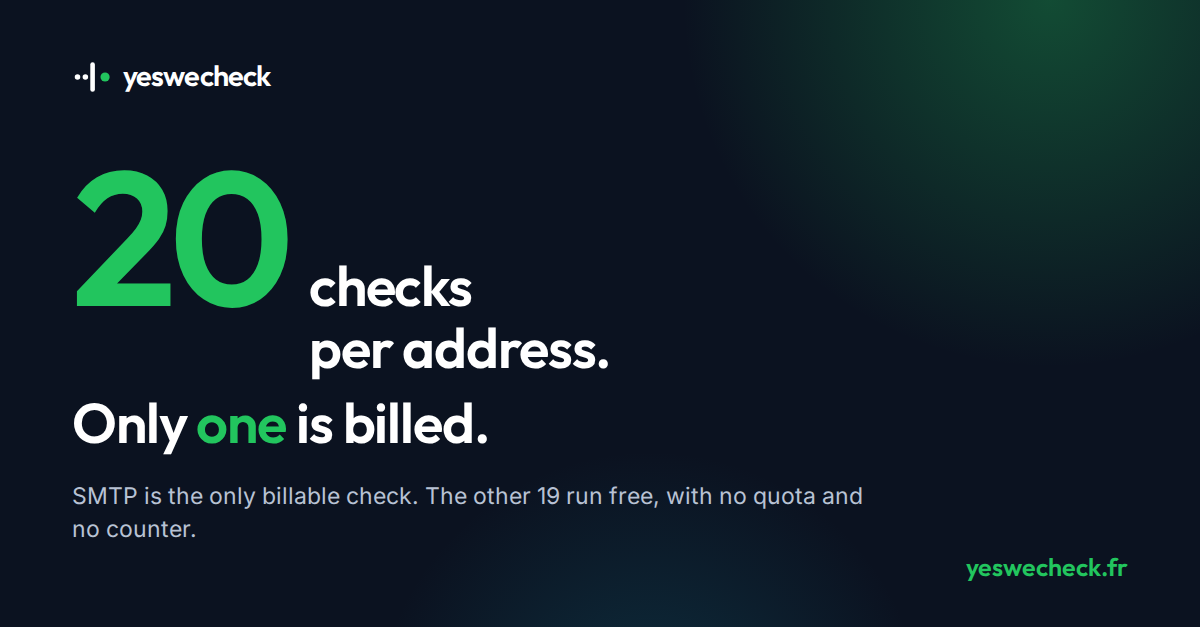 yeswecheck
20 checks
per address.
Only one is billed.
SMTP is the only billable check. The other 19 run free, with no quota and
no counter.
yeswecheck.fr